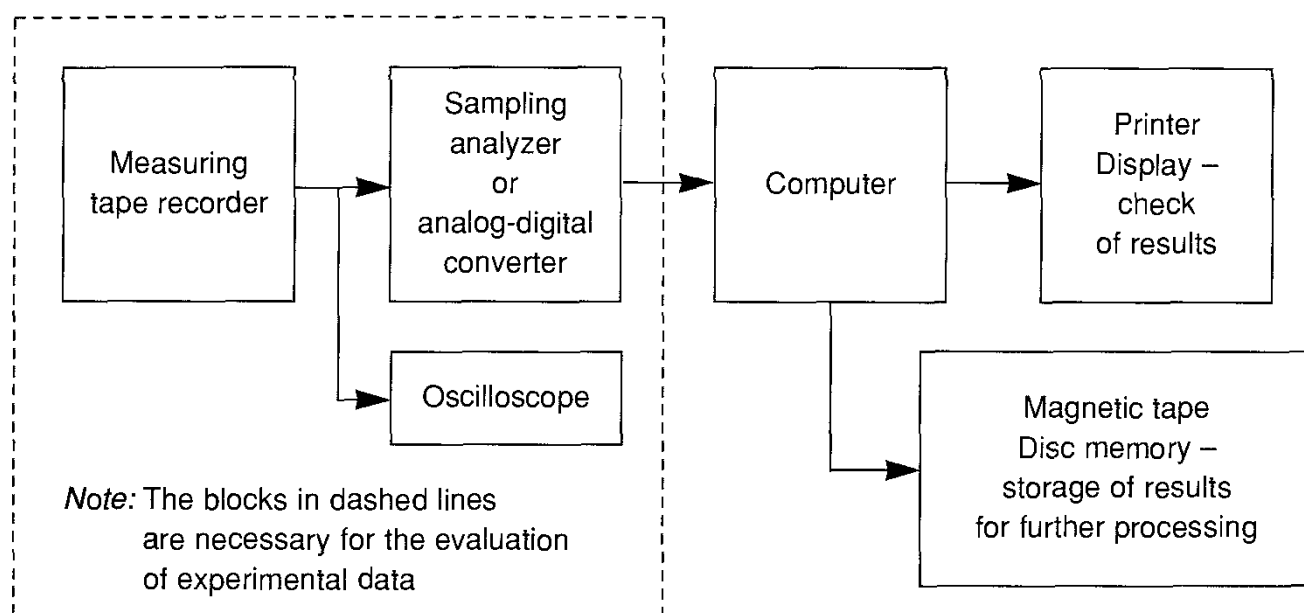 Measuring
tape recorder
Sampling
analyzer
or
analog-digital
converter
Computer
Printer
Display –
check
of results
Oscilloscope
Magnetic tape
Disc memory –
storage of results
for further processing
Note: The blocks in dashed lines
are necessary for the evaluation
of experimental data